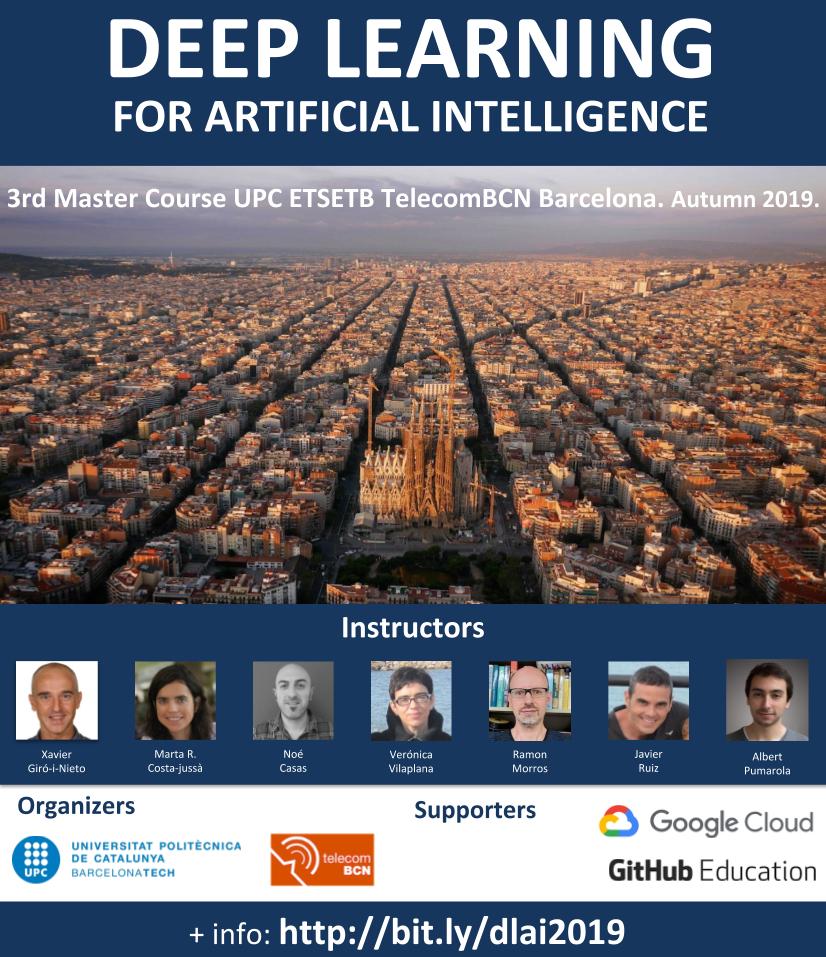 DEEP LEARNING
FOR ARTIFICIAL INTELLIGENCE
3rd Master Course UPC ETSETB TelecomBCN Barcelona. Autumn 2019.
Instructors
Xavier
Giró-i-Nieto
Marta R.
Costa-jussà
Noé
Casas
Verónica
Vilaplana
Ramon
Morros
Javier
Ruiz
Albert
Pumarola
Organizers
UPC
UNIVERSITAT POLITÈCNICA
DE CATALUNYA
BARCELONATECH
telecom
BCN
Supporters
Google Cloud
GitHub Education
+ info: http://bit.ly/dlai2019